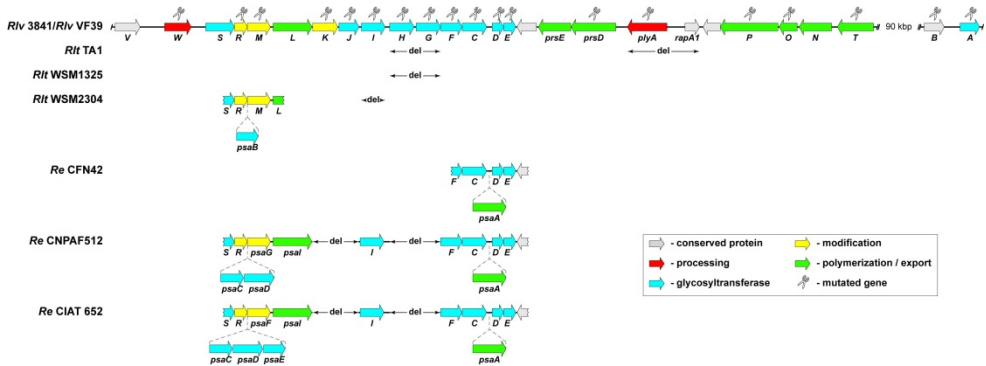 Rlv 3841/Rlv VF39
90 kbp
V W S R M L K J I H G F C D E prsE prsD plyA rapA1 P O N T B A
Rlt TA1
del del
Rlt WSM1325
del
Rlt WSM2304
del
S R M L
psaB
Re CFN42
F C D E
psaA
Re CNPAF512
del del
S R psaG psaI I F C D E
psaC psaD psaA
Re CIAT 652
del del
S R psaF psaI I F C D E
psaC psaD psaE psaA
- conserved protein - modification
- processing - polymerization / export
- glycosyltransferase - mutated gene